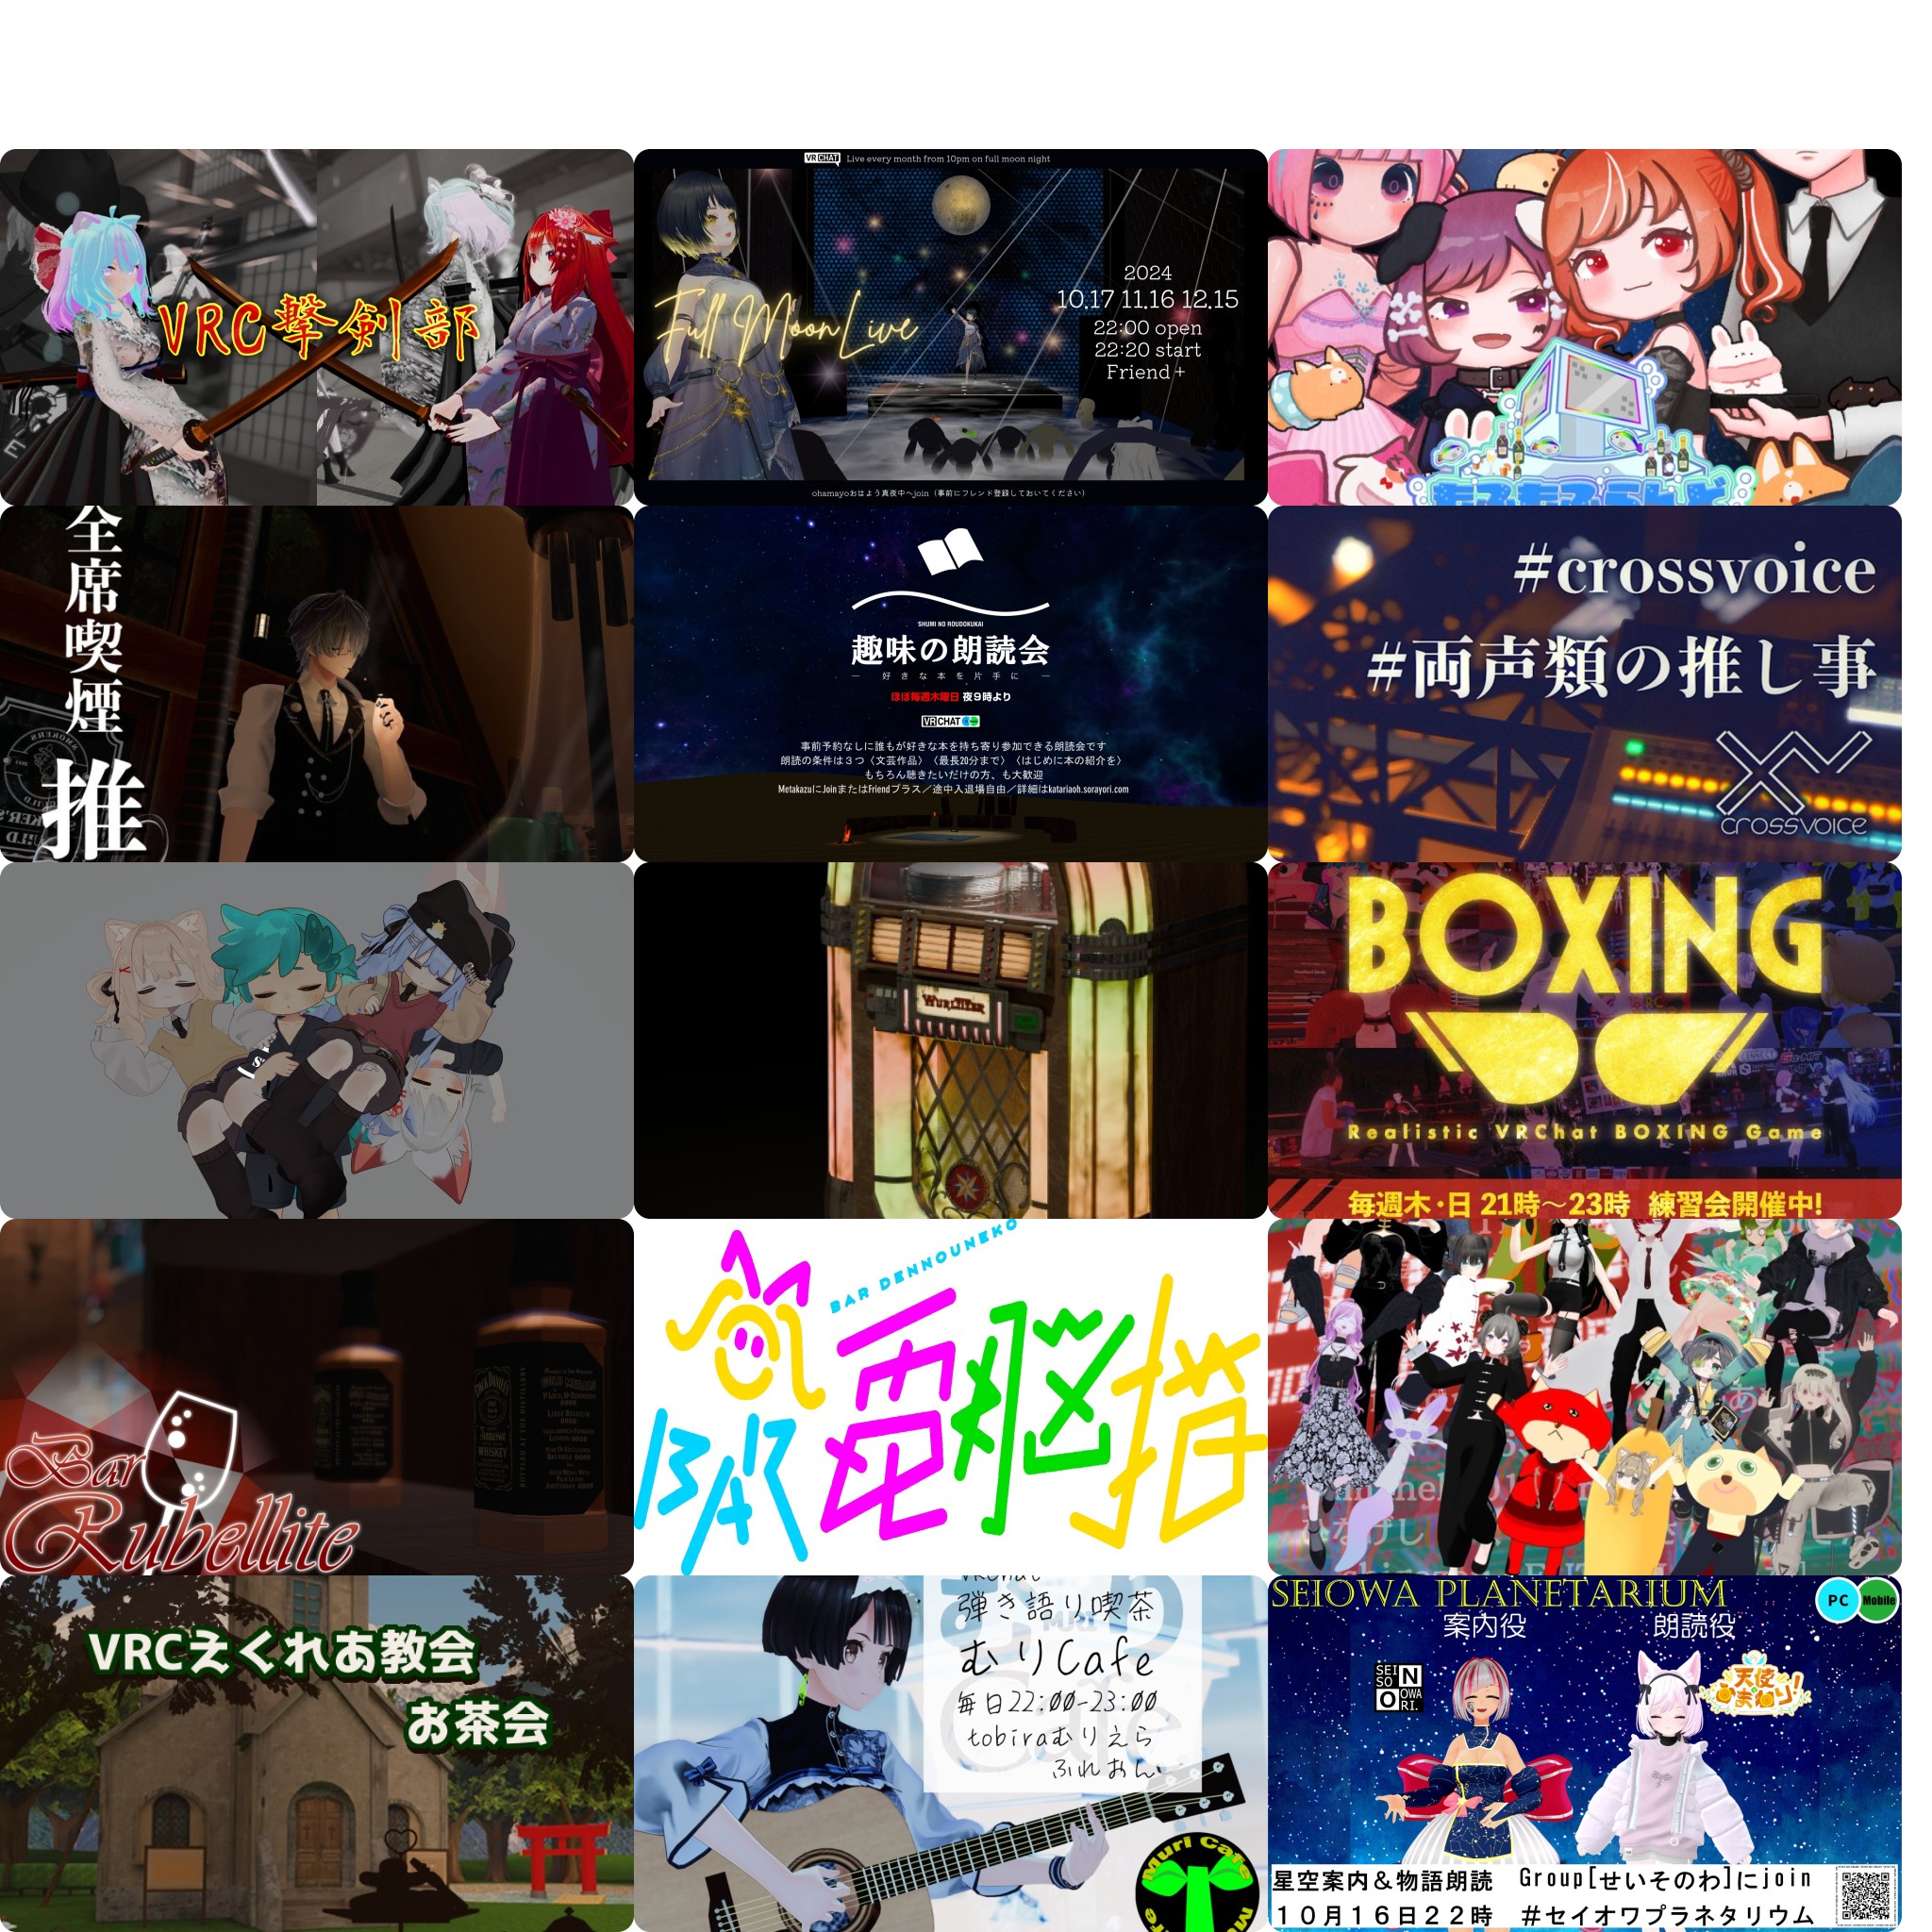 VRC撃剣部
VRCHAT Live every month from 10pm on full moon night
Full Moon Live
2024
10.17 11.16 12.15
22:00 open
22:20 start
Friend+
ohamayoおはよう真夜中へjoin（事前にフレンド登録しておいてください）
全席喫煙
推
SHUMI NO ROUDOKUKAI
趣味の朗読会
― 好きな本を片手に ―
ほぼ毎週木曜日 夜９時より
VRCHAT
事前予約なしに誰もが好きな本を持ち寄り参加できる朗読会です
朗読の条件は３つ〈文芸作品〉〈最長20分まで〉〈はじめに本の紹介を〉
もちろん聴きたいだけの方、も大歓迎
MetakazuにJoinまたはFriendプラス／途中入退場自由／詳細はkatariaoh.sorayori.com
#crossvoice
#両声類の推し事
crossvoice
WURLITZER
BOXING
Realistic VRChat BOXING Game
毎週木・日 21時～23時 練習会開催中!
Bar
Rubellite
BAR DENNOUNEKO
BAR 電脳猫
VRCえくれあ教会
お茶会
VRChat
弾き語り喫茶
むりCafe
毎日22:00-23:00
tobiraむりえら
ふれおん
Muri Cafe
SEIOWA PLANETARIUM
PC Mobile
案内役 朗読役
SEI
SO
N
O
OWA
RI.
星空案内＆物語朗読 Group[せいそのわ]にjoin
１０月１６日２２時 #セイオワプラネタリウム